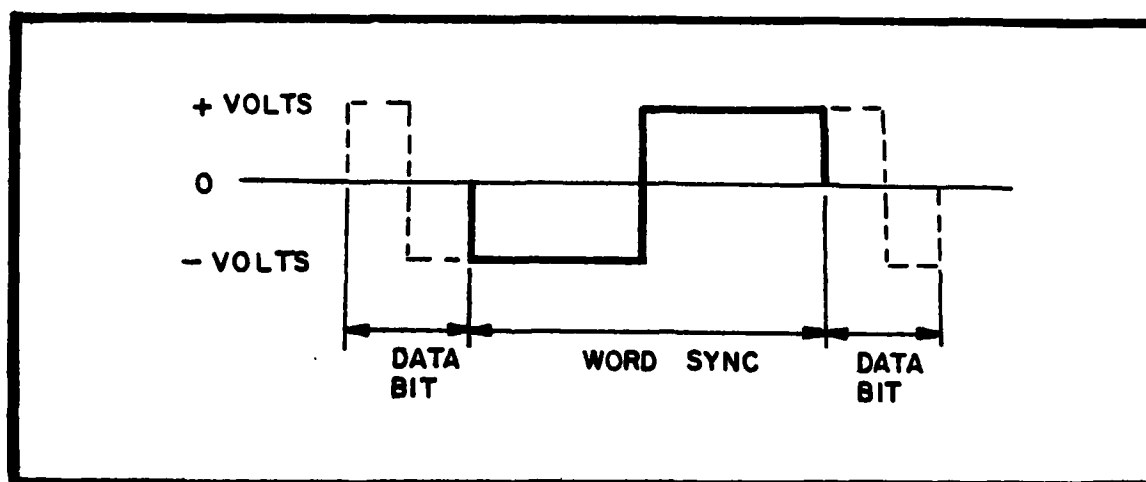 + VOLTS
0
- VOLTS
DATA BIT
WORD SYNC
DATA BIT